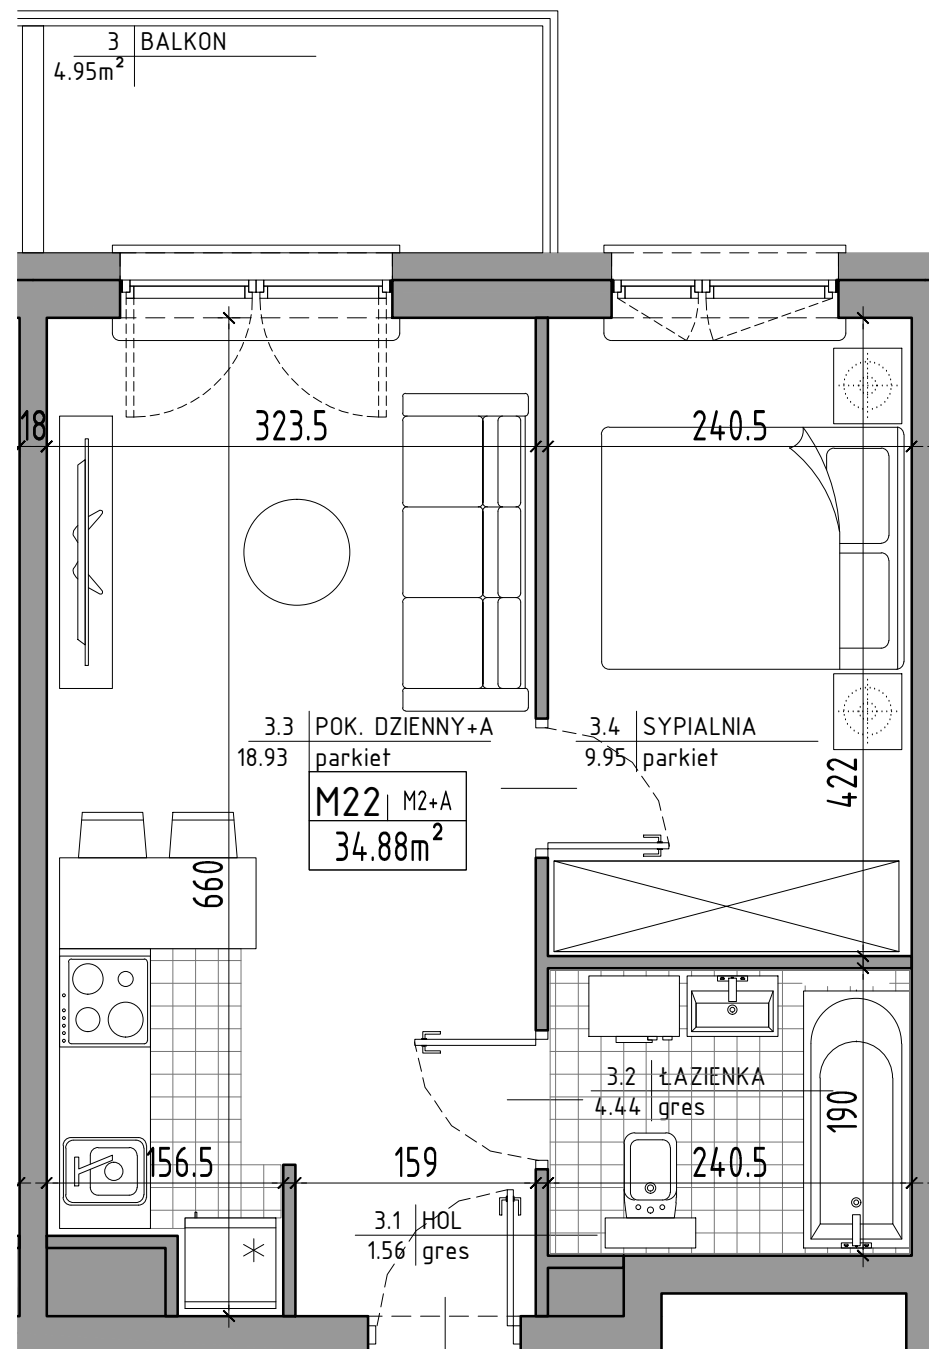 3 BALKON
4.95m²
18
323.5
240.5
3.3 POK. DZIENNY+A
18.93 parkiet
3.4 SYPIALNIA
9.95 parkiet
M22 M2+A
34.88m²
422
660
3.2 ŁAZIENKA
4.44 gres
190
156.5
159
240.5
3.1 HOL
1.56 gres